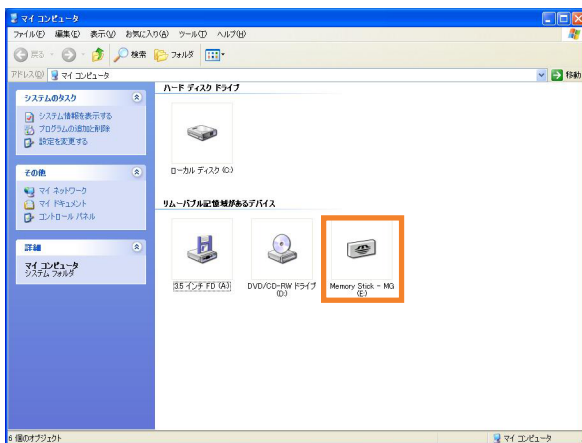 マイ コンピュータ
ファイル(F) 編集(E) 表示(V) お気に入り(A) ツール(T) ヘルプ(H)
戻る 検索 フォルダ
アドレス(D) マイ コンピュータ 移動
システムのタスク
システム情報を表示する
プログラムの追加と削除
設定を変更する
その他
マイ ネットワーク
マイ ドキュメント
コントロール パネル
詳細
マイ コンピュータ
システム フォルダ
ハード ディスク ドライブ
ローカル ディスク (C:)
リムーバブル記憶域があるデバイス
3.5 インチ FD (A:)
DVD/CD-RW ドライブ
(D:)
Memory Stick - MG
(E:)
6 個のオブジェクト
マイ コンピュータ